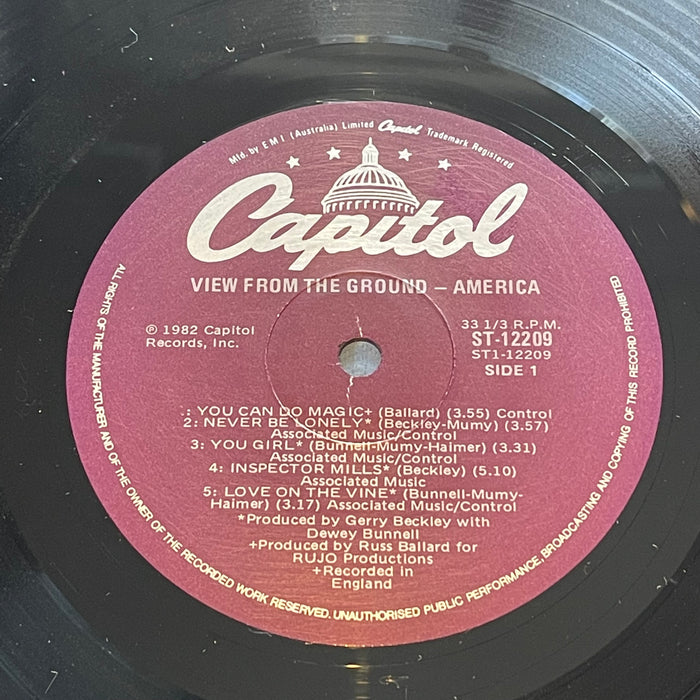 Mfd. by E M I (Australia) Limited Capitol Trademark Registered
Capitol
VIEW FROM THE GROUND – AMERICA
℗ 1982 Capitol
Records, Inc.
33 1/3 R.P.M.
ST-12209
ST1-12209
SIDE 1
.: YOU CAN DO MAGIC+ (Ballard) (3.55) Control
2: NEVER BE LONELY* (Beckley-Mumy) (3.57)
Associated Music/Control
3: YOU GIRL* (Bunnell-Mumy-Haimer) (3.31)
Associated Music/Control
4: INSPECTOR MILLS* (Beckley) (5.10)
Associated Music
5: LOVE ON THE VINE* (Bunnell-Mumy-
Haimer) (3.17) Associated Music/Control
*Produced by Gerry Beckley with
Dewey Bunnell
+Produced by Russ Ballard for
RUJO Productions
+Recorded in
England
ALL RIGHTS OF THE MANUFACTURER AND OF THE OWNER OF THE RECORDED WORK RESERVED. UNAUTHORISED PUBLIC PERFORMANCE, BROADCASTING AND COPYING OF THIS RECORD PROHIBITED